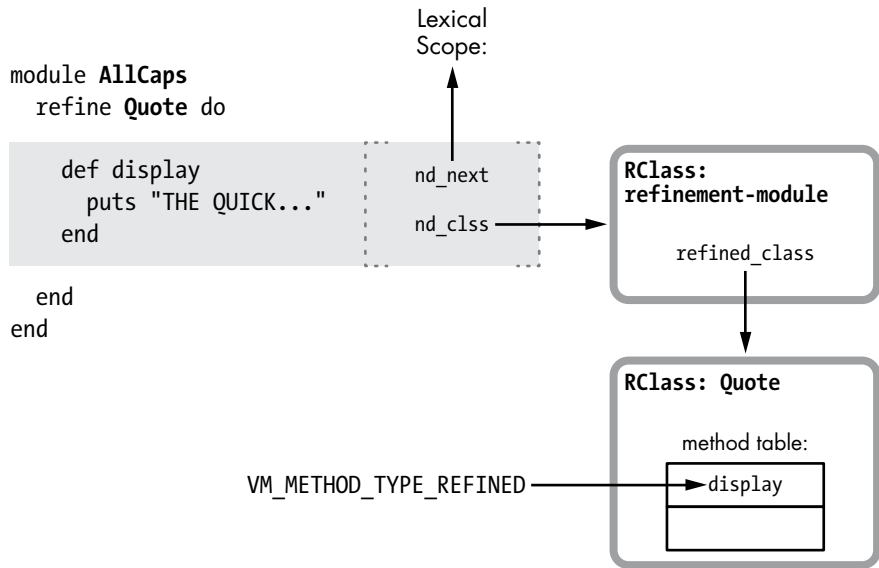 Lexical
Scope:
module AllCaps
  refine Quote do
    def display
      puts "THE QUICK..."
    end
  end
end
nd_next
nd_clss
RClass:
refinement-module
refined_class
RClass: Quote
method table:
VM_METHOD_TYPE_REFINED
display